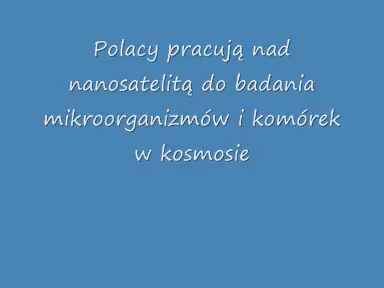 Polacy pracują nad
nanosatelitą do badania
mikroorganizmów i komórek
w kosmosie